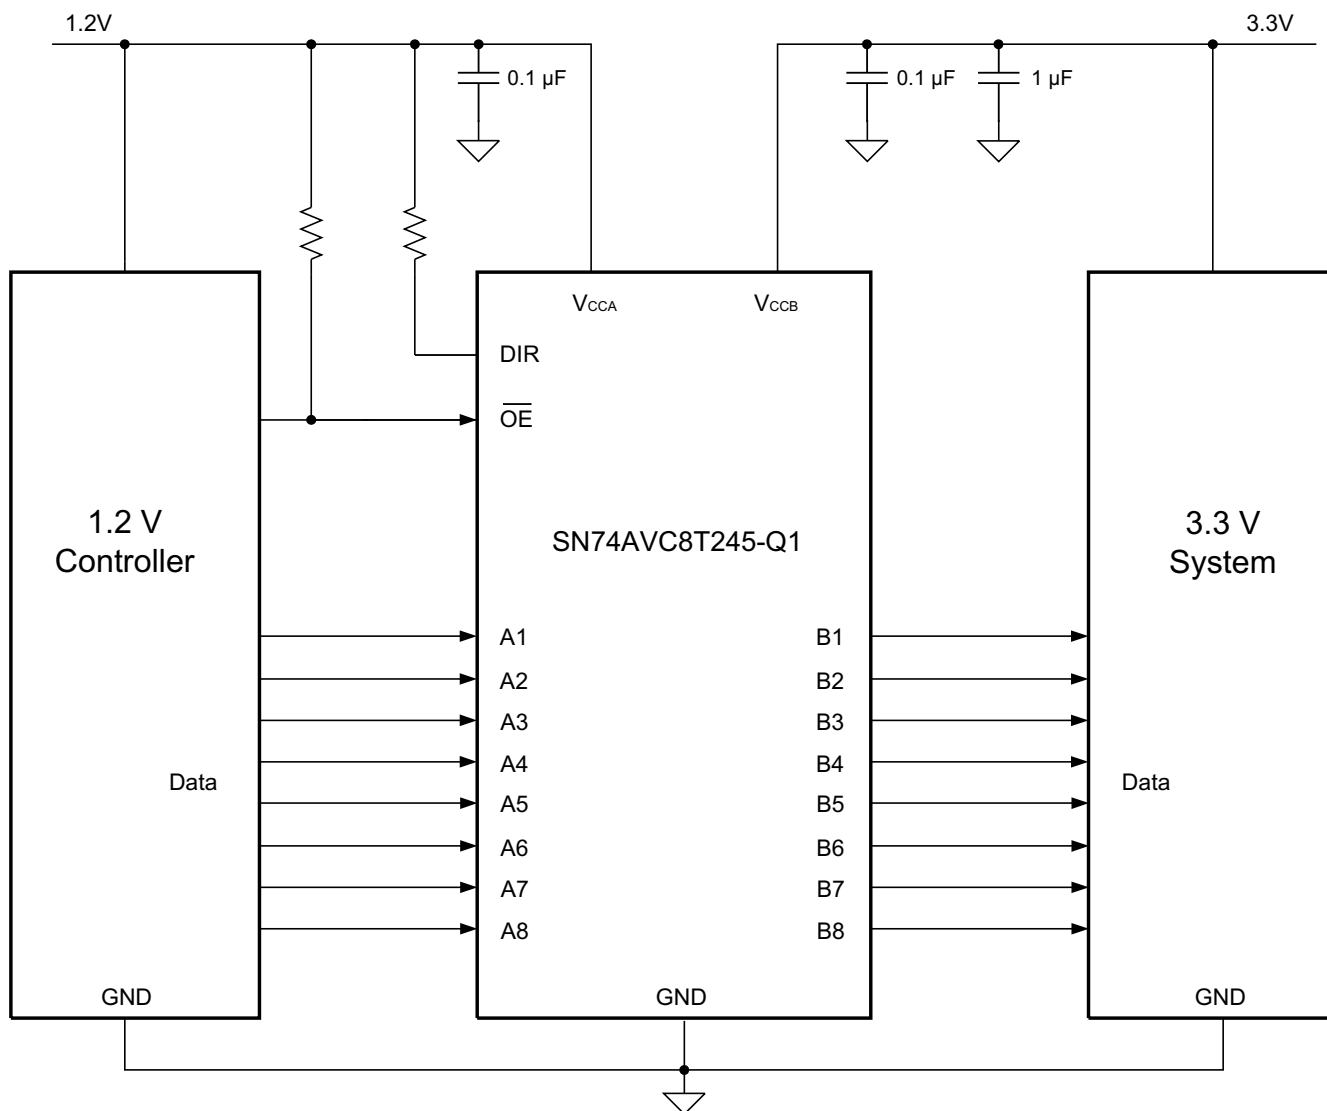 1.2V
3.3V
0.1 µF
0.1 µF
1 µF
VCCA
VCCB
DIR
OE
1.2 V
Controller
SN74AVC8T245-Q1
3.3 V
System
A1
B1
A2
B2
A3
B3
A4
B4
Data
Data
A5
B5
A6
B6
A7
B7
A8
B8
GND
GND
GND